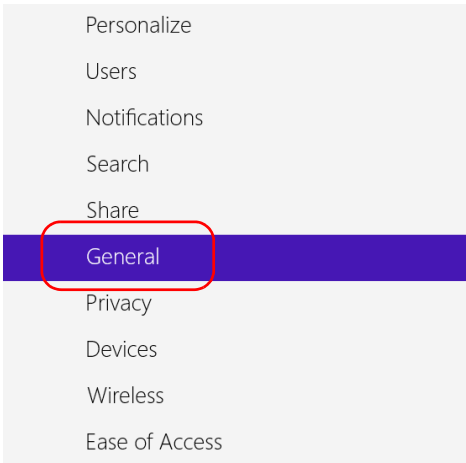 Personalize
Users
Notifications
Search
Share
General
Privacy
Devices
Wireless
Ease of Access